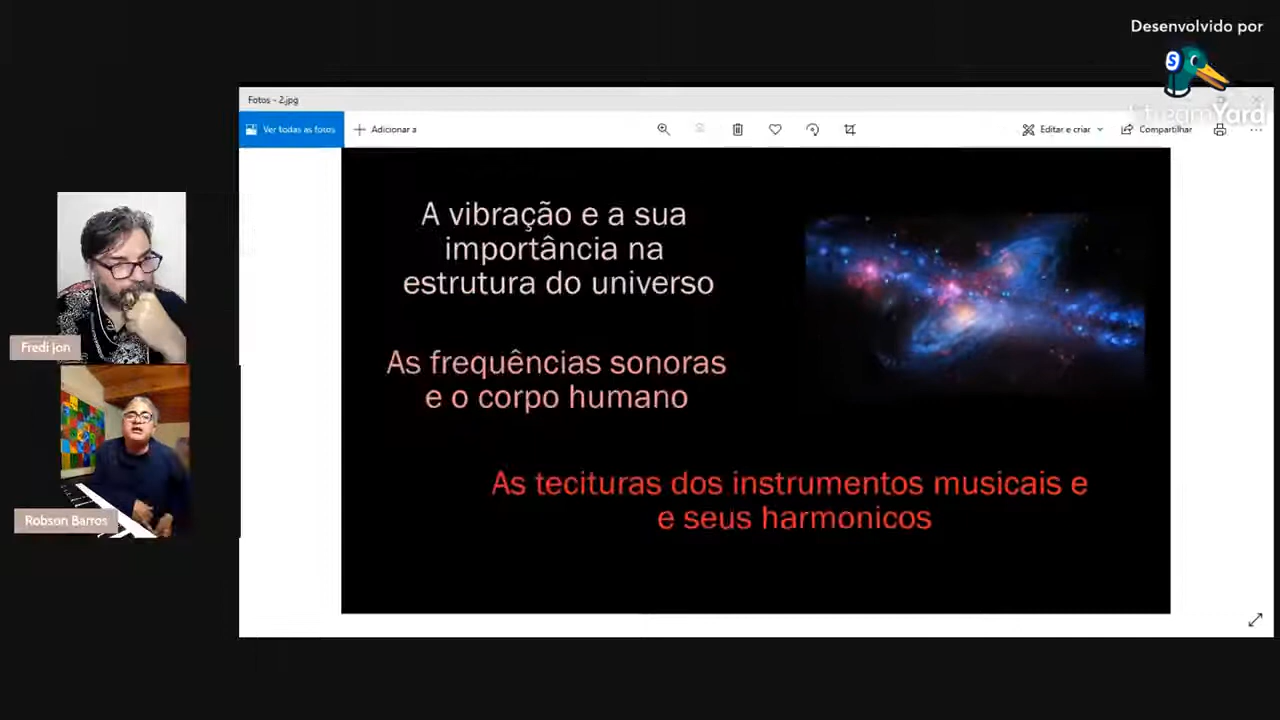 Desenvolvido por
StreamYard
Fotos - 2.jpg
Ver todas as fotos
Adicionar a
Editar e criar
Compartilhar
A vibração e a sua
importância na
estrutura do universo
As frequências sonoras
e o corpo humano
As tecituras dos instrumentos musicais e
e seus harmonicos
Fredi Jon
Robson Barros